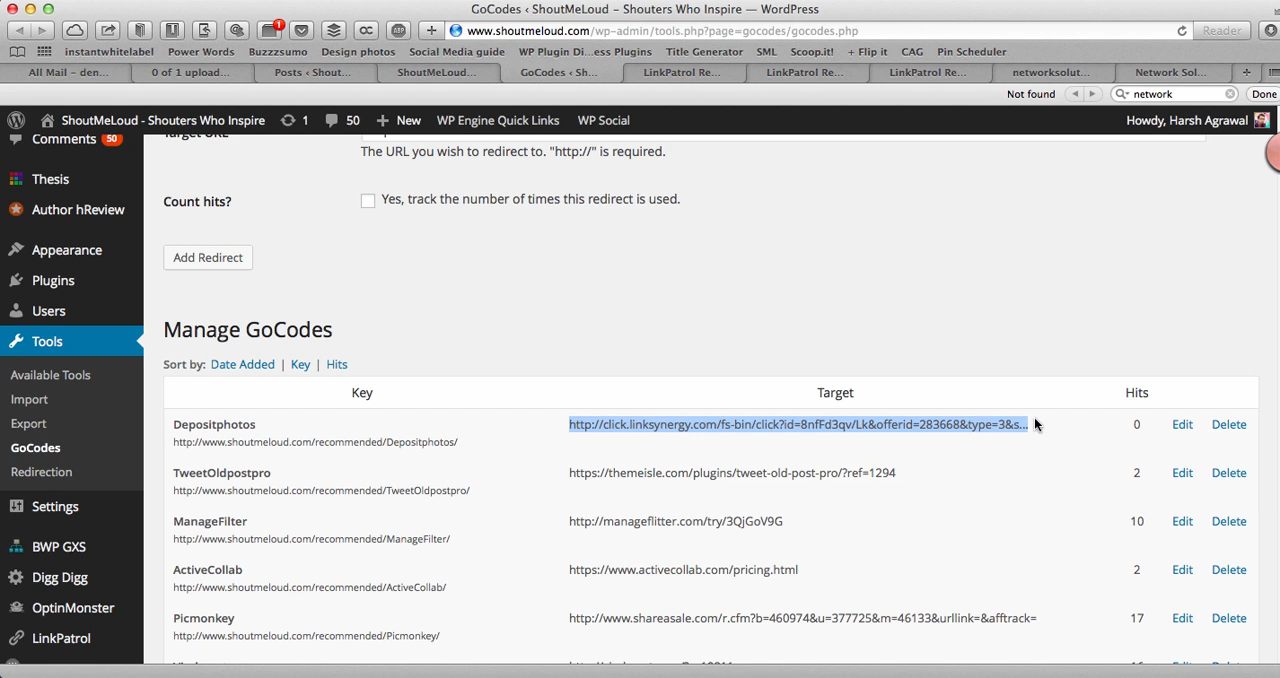 GoCodes ‹ ShoutMeLoud – Shouters Who Inspire — WordPress
www.shoutmeloud.com/wp-admin/tools.php?page=gocodes/gocodes.php
Reader
1
ABP
instantwhitelabel Power Words Buzzzsumo Design photos Social Media guide WP Plugin Di...ess Plugins Title Generator SML Scoop.it! + Flip it CAG Pin Scheduler
All Mail – den... 0 of 1 upload... Posts ‹ Shout... ShoutMeLoud... GoCodes ‹ Sh... LinkPatrol Re... LinkPatrol Re... LinkPatrol Re... networksolut... Network Sol...
Not found network Done
ShoutMeLoud - Shouters Who Inspire 1 50 New WP Engine Quick Links WP Social Howdy, Harsh Agrawal
Comments 50
Thesis
Author hReview
Appearance
Plugins
Users
Tools
Available Tools
Import
Export
GoCodes
Redirection
Settings
BWP GXS
Digg Digg
OptinMonster
LinkPatrol
Target URL
The URL you wish to redirect to. "http://" is required.
Count hits? Yes, track the number of times this redirect is used.
Add Redirect
Manage GoCodes
Sort by: Date Added | Key | Hits
Key Target Hits
Depositphotos http://click.linksynergy.com/fs-bin/click?id=8nfFd3qv/Lk&offerid=283668&type=3&s... 0 Edit Delete
http://www.shoutmeloud.com/recommended/Depositphotos/
TweetOldpostpro https://themeisle.com/plugins/tweet-old-post-pro/?ref=1294 2 Edit Delete
http://www.shoutmeloud.com/recommended/TweetOldpostpro/
ManageFilter http://manageflitter.com/try/3QjGoV9G 10 Edit Delete
http://www.shoutmeloud.com/recommended/ManageFilter/
ActiveCollab https://www.activecollab.com/pricing.html 2 Edit Delete
http://www.shoutmeloud.com/recommended/ActiveCollab/
Picmonkey http://www.shareasale.com/r.cfm?b=460974&u=377725&m=46133&urllink=&afftrack= 17 Edit Delete
http://www.shoutmeloud.com/recommended/Picmonkey/